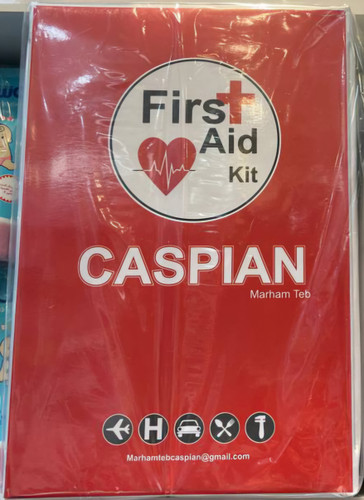 First
Aid
Kit
CASPIAN
Marham Teb
H
Marhamtebcaspian@gmail.com